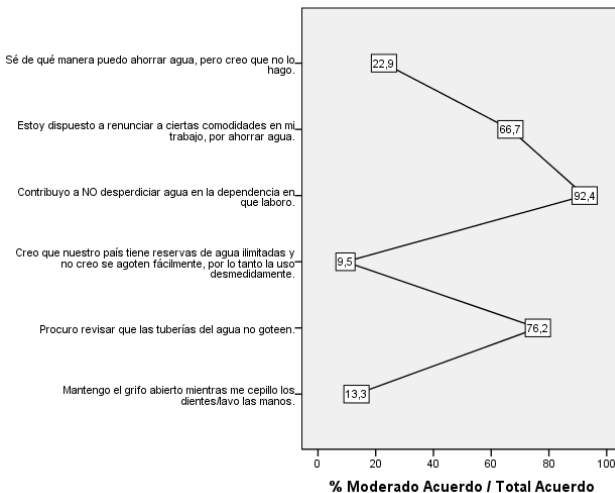 Sé de qué manera puedo ahorrar agua, pero creo que no lo
hago.
22,9
Estoy dispuesto a renunciar a ciertas comodidades en mi
trabajo, por ahorrar agua.
66,7
Contribuyo a NO desperdiciar agua en la dependencia en
que laboro.
92,4
Creo que nuestro país tiene reservas de agua ilimitadas y
no creo se agoten fácilmente, por lo tanto la uso
desmedidamente.
9,5
Procuro revisar que las tuberías del agua no goteen.
76,2
Mantengo el grifo abierto mientras me cepillo los
dientes/lavo las manos.
13,3
0 20 40 60 80 100
% Moderado Acuerdo / Total Acuerdo